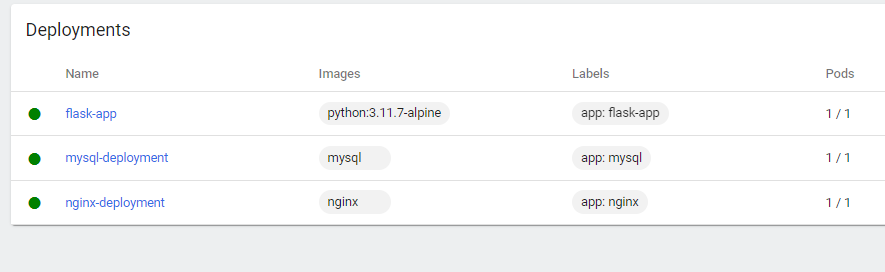 Deployments
Name Images Labels Pods
flask-app python:3.11.7-alpine app: flask-app 1 / 1
mysql-deployment mysql app: mysql 1 / 1
nginx-deployment nginx app: nginx 1 / 1